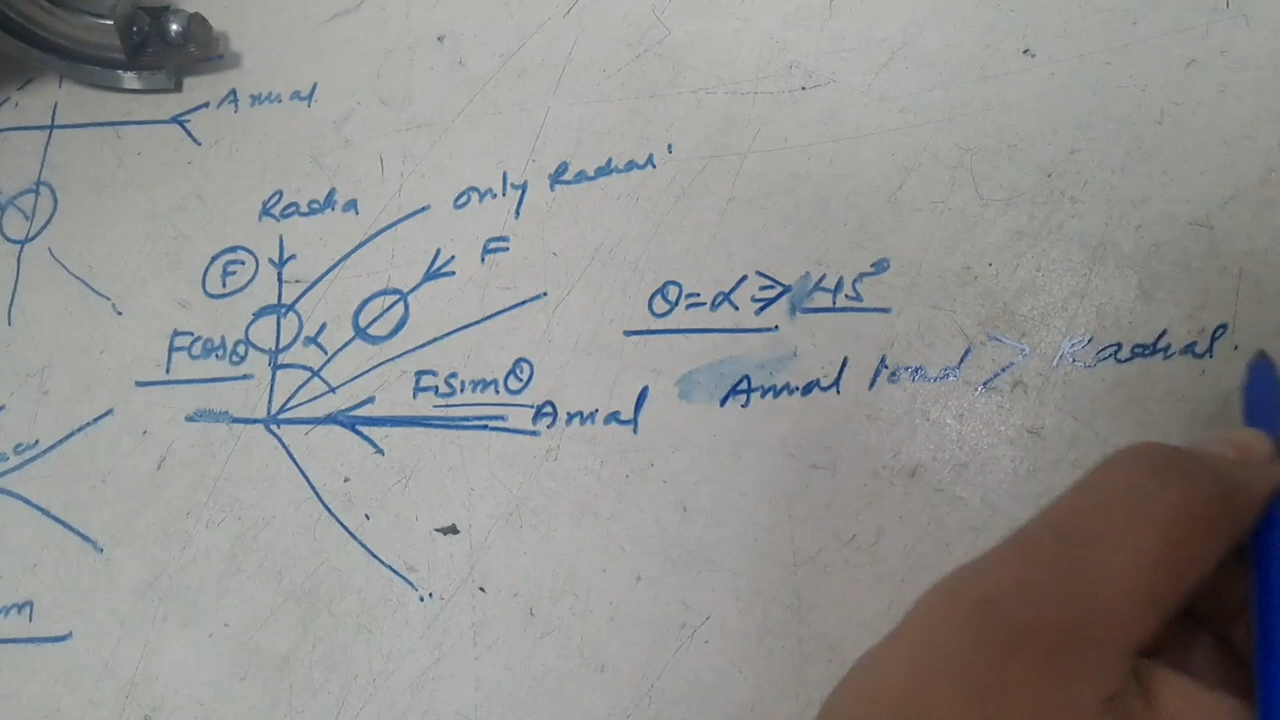 Axial
Radia
only Radial
F
F
Fcosθ
α
Fsinθ
Axial
θ=α ≥ 45°
Axial load > Radial.
m